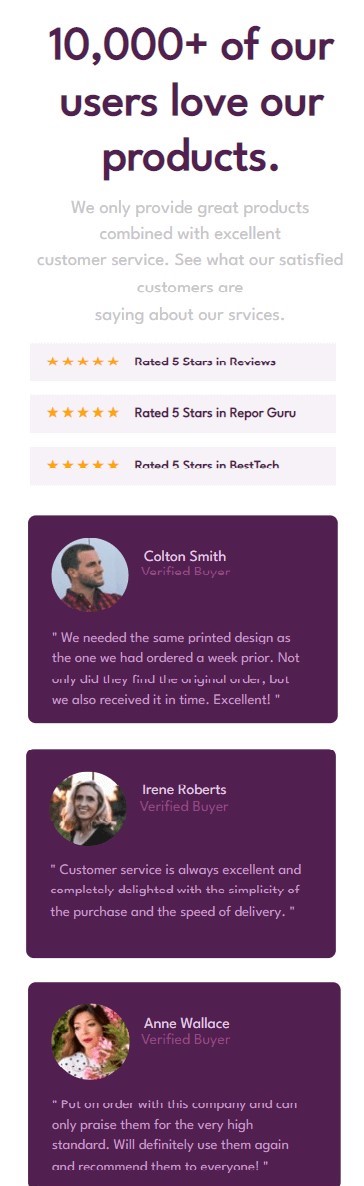 10,000+ of our
users love our
products.
We only provide great products
combined with excellent
customer service. See what our satisfied
customers are
saying about our srvices.
Rated 5 Stars in Reviews
Rated 5 Stars in Repor Guru
Rated 5 Stars in BestTech
Colton Smith
Verified Buyer
" We needed the same printed design as
the one we had ordered a week prior. Not
only did they find the original order, but
we also received it in time. Excellent! "
Irene Roberts
Verified Buyer
" Customer service is always excellent and
completely delighted with the simplicity of
the purchase and the speed of delivery. "
Anne Wallace
Verified Buyer
" Put on order with this company and can
only praise them for the very high
standard. Will definitely use them again
and recommend them to everyone! "